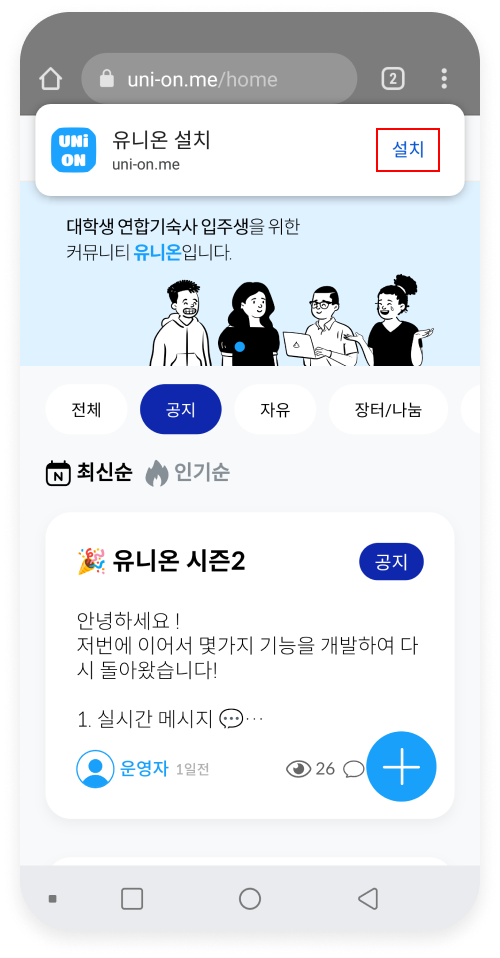 uni-on.me/home
2
UNi
ON
유니온 설치
uni-on.me
설치
대학생 연합기숙사 입주생을 위한
커뮤니티 유니온입니다.
전체
공지
자유
장터/나눔
N
최신순
인기순
🎉 유니온 시즌2
공지
안녕하세요 !
저번에 이어서 몇가지 기능을 개발하여 다
시 돌아왔습니다!
1. 실시간 메시지 💬…
운영자
1일전
26